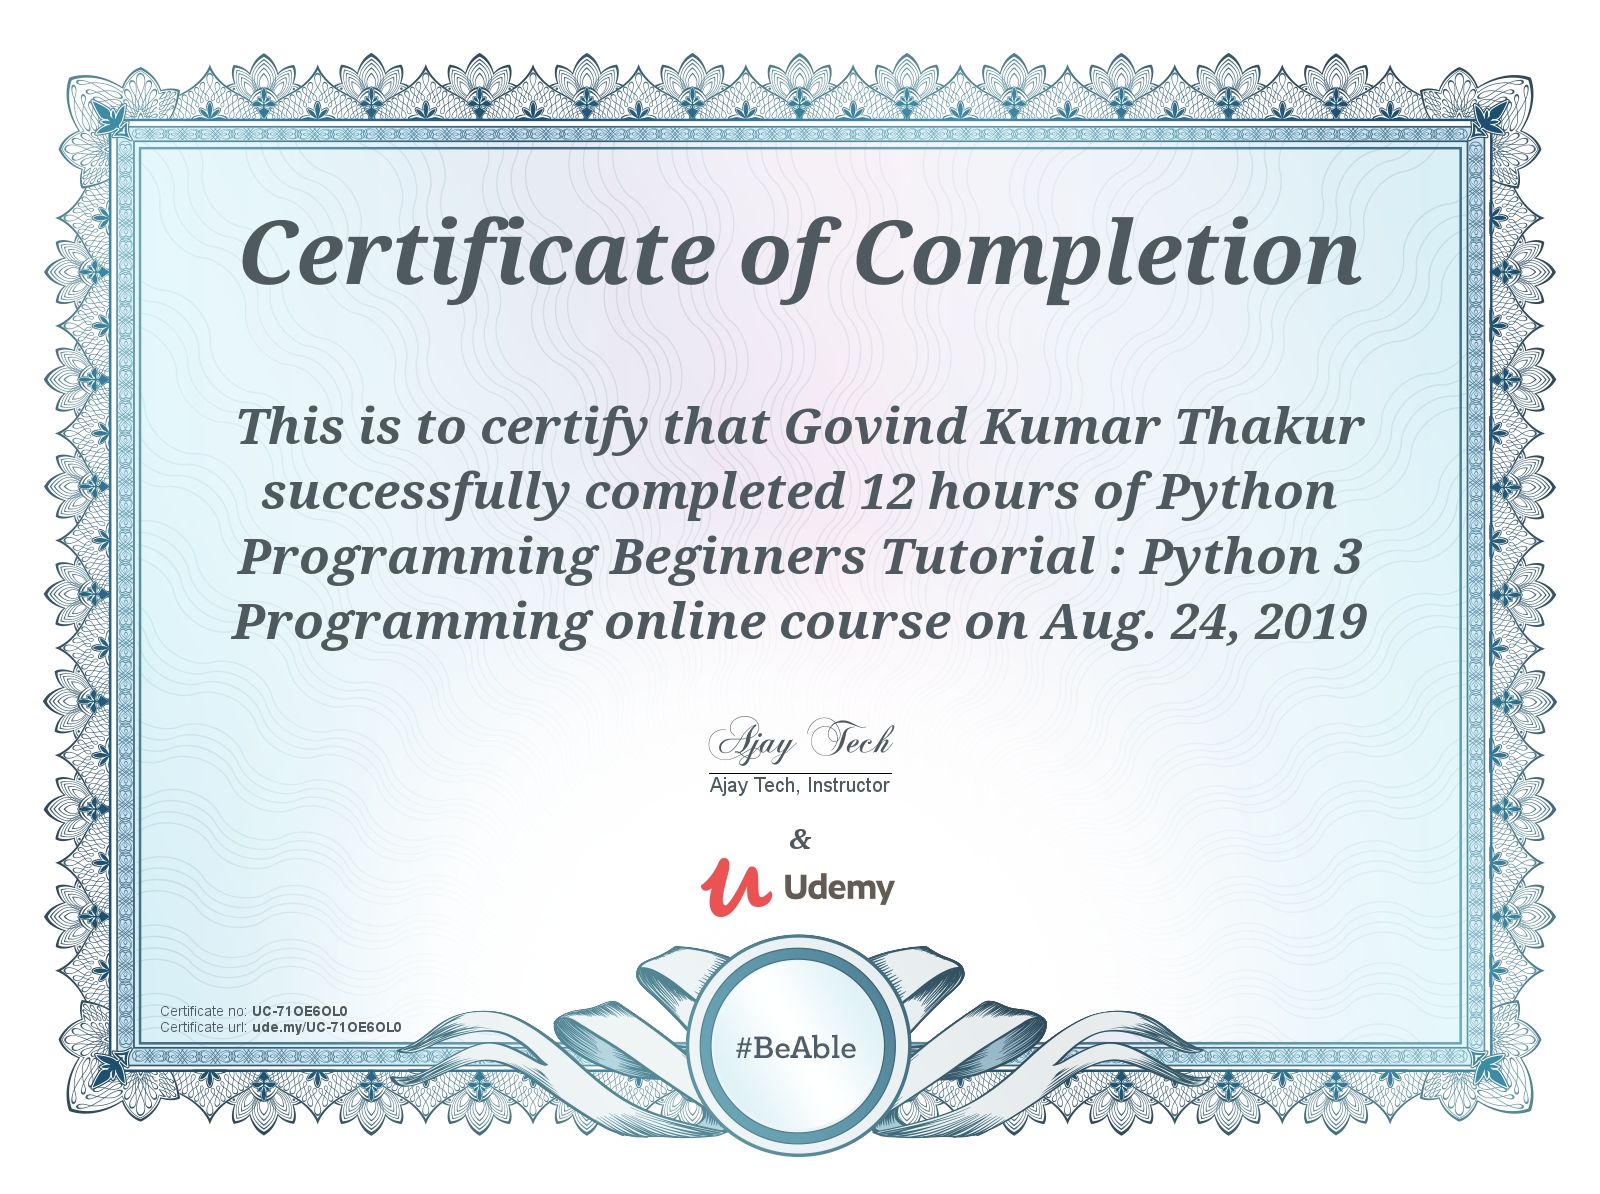 Certificate of Completion
This is to certify that Govind Kumar Thakur
successfully completed 12 hours of Python
Programming Beginners Tutorial : Python 3
Programming online course on Aug. 24, 2019
Ajay Tech
Ajay Tech, Instructor
&
Udemy
Certificate no: UC-71OE6OL0
Certificate url: ude.my/UC-71OE6OL0
#BeAble